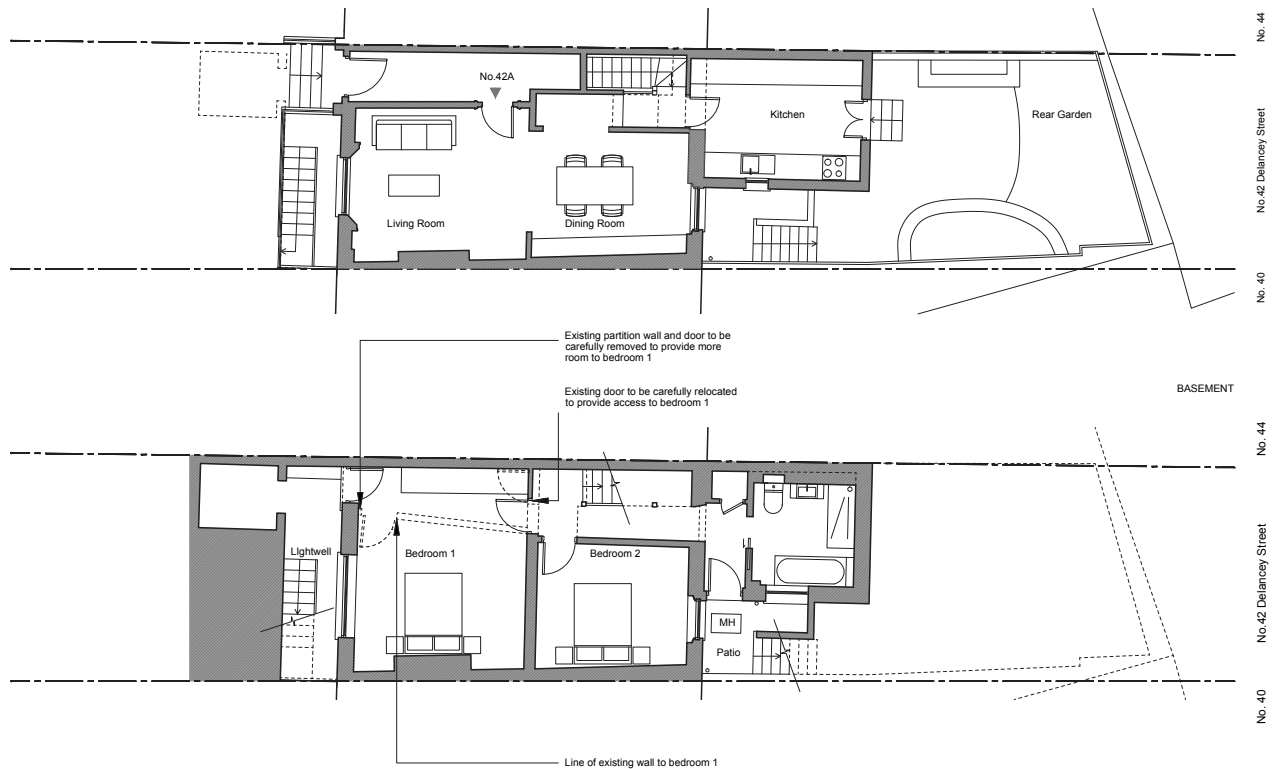 No. 44
No.42A
Kitchen
Rear Garden
No.42 Delancey Street
Living Room
Dining Room
No. 40
Existing partition wall and door to be
carefully removed to provide more
room to bedroom 1
Existing door to be carefully relocated
to provide access to bedroom 1
BASEMENT
No. 44
LIghtwell
Bedroom 1
Bedroom 2
No.42 Delancey Street
MH
Patio
No. 40
Line of existing wall to bedroom 1